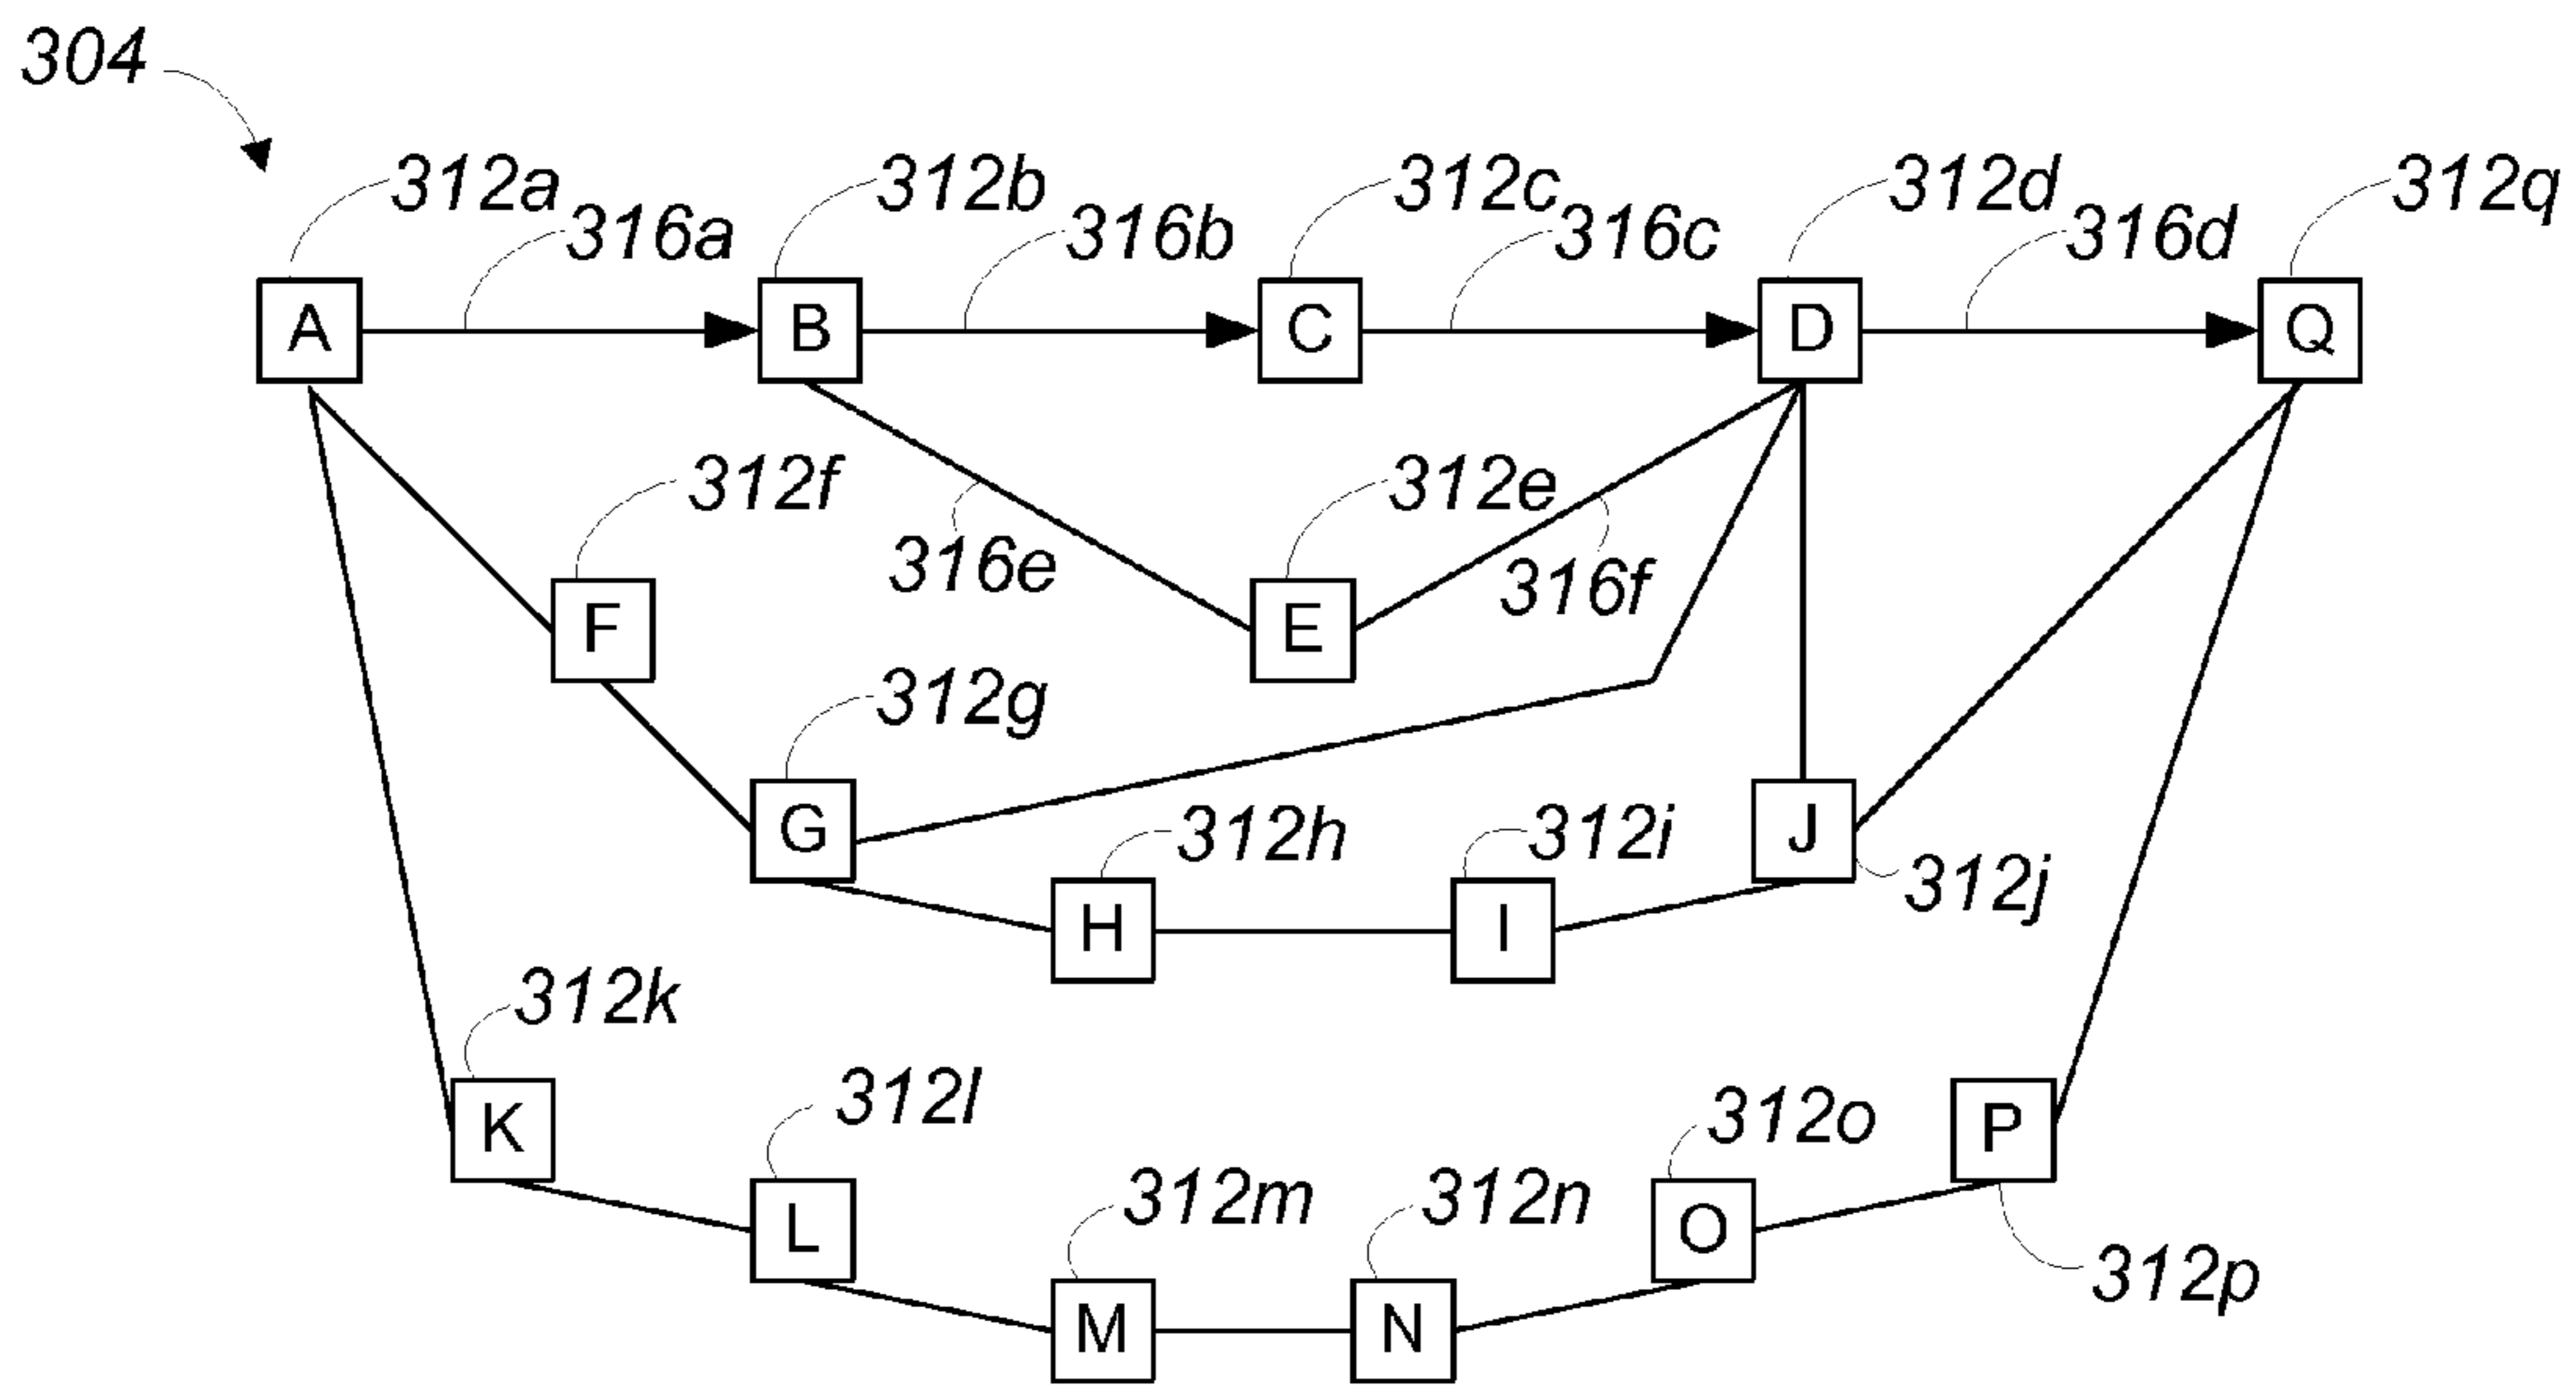 304
312a 312b 312c 312d 312q
316a 316b 316c 316d
A B C D Q
312f 312e
316e 316f
F E
312g
G J
312h 312i 312j
H I
312k
K P
312l 312o
L O
312m 312n 312p
M N